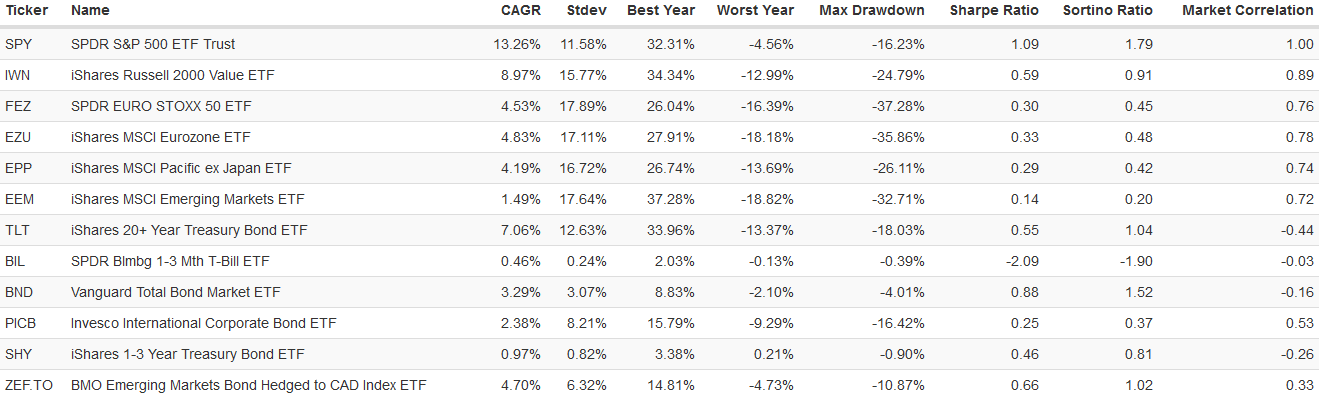 Ticker Name CAGR Stdev Best Year Worst Year Max Drawdown Sharpe Ratio Sortino Ratio Market Correlation
SPY SPDR S&P 500 ETF Trust 13.26% 11.58% 32.31% -4.56% -16.23% 1.09 1.79 1.00
IWN iShares Russell 2000 Value ETF 8.97% 15.77% 34.34% -12.99% -24.79% 0.59 0.91 0.89
FEZ SPDR EURO STOXX 50 ETF 4.53% 17.89% 26.04% -16.39% -37.28% 0.30 0.45 0.76
EZU iShares MSCI Eurozone ETF 4.83% 17.11% 27.91% -18.18% -35.86% 0.33 0.48 0.78
EPP iShares MSCI Pacific ex Japan ETF 4.19% 16.72% 26.74% -13.69% -26.11% 0.29 0.42 0.74
EEM iShares MSCI Emerging Markets ETF 1.49% 17.64% 37.28% -18.82% -32.71% 0.14 0.20 0.72
TLT iShares 20+ Year Treasury Bond ETF 7.06% 12.63% 33.96% -13.37% -18.03% 0.55 1.04 -0.44
BIL SPDR Blmbg 1-3 Mth T-Bill ETF 0.46% 0.24% 2.03% -0.13% -0.39% -2.09 -1.90 -0.03
BND Vanguard Total Bond Market ETF 3.29% 3.07% 8.83% -2.10% -4.01% 0.88 1.52 -0.16
PICB Invesco International Corporate Bond ETF 2.38% 8.21% 15.79% -9.29% -16.42% 0.25 0.37 0.53
SHY iShares 1-3 Year Treasury Bond ETF 0.97% 0.82% 3.38% 0.21% -0.90% 0.46 0.81 -0.26
ZEF.TO BMO Emerging Markets Bond Hedged to CAD Index ETF 4.70% 6.32% 14.81% -4.73% -10.87% 0.66 1.02 0.33